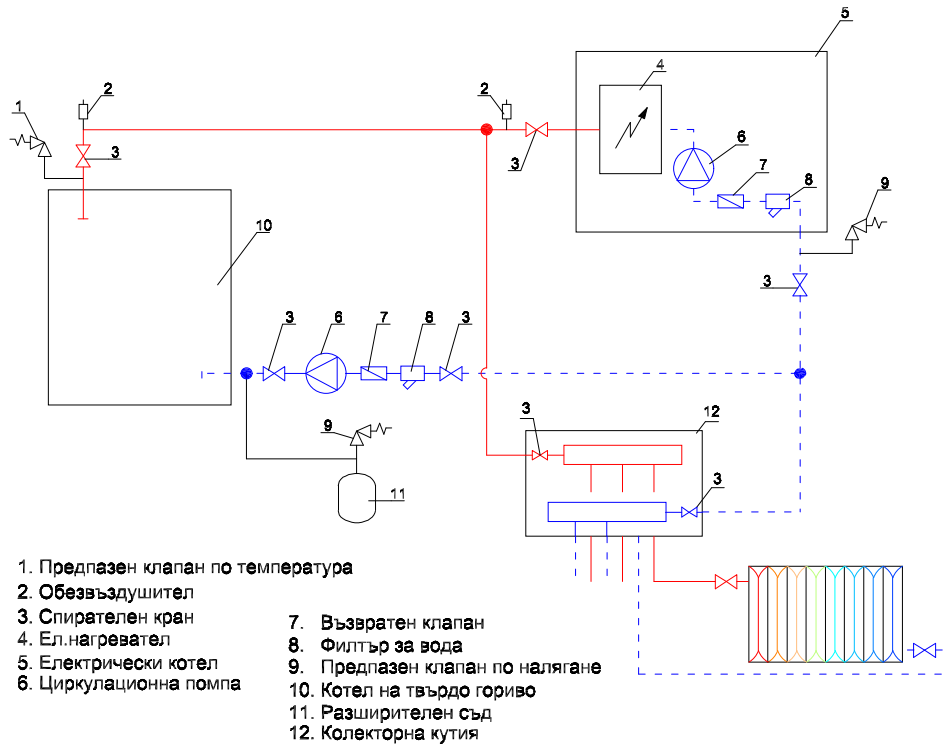 5
4
2
2
1
3
3
6
7
8
9
10
3
3
6
7
8
3
12
3
9
3
11
1. Предпазен клапан по температура
2. Обезвъздушител
3. Спирателен кран
4. Ел.нагревател
5. Електрически котел
6. Циркулационна помпа
7. Възвратен клапан
8. Филтър за вода
9. Предпазен клапан по налягане
10. Котел на твърдо гориво
11. Разширителен съд
12. Колекторна кутия